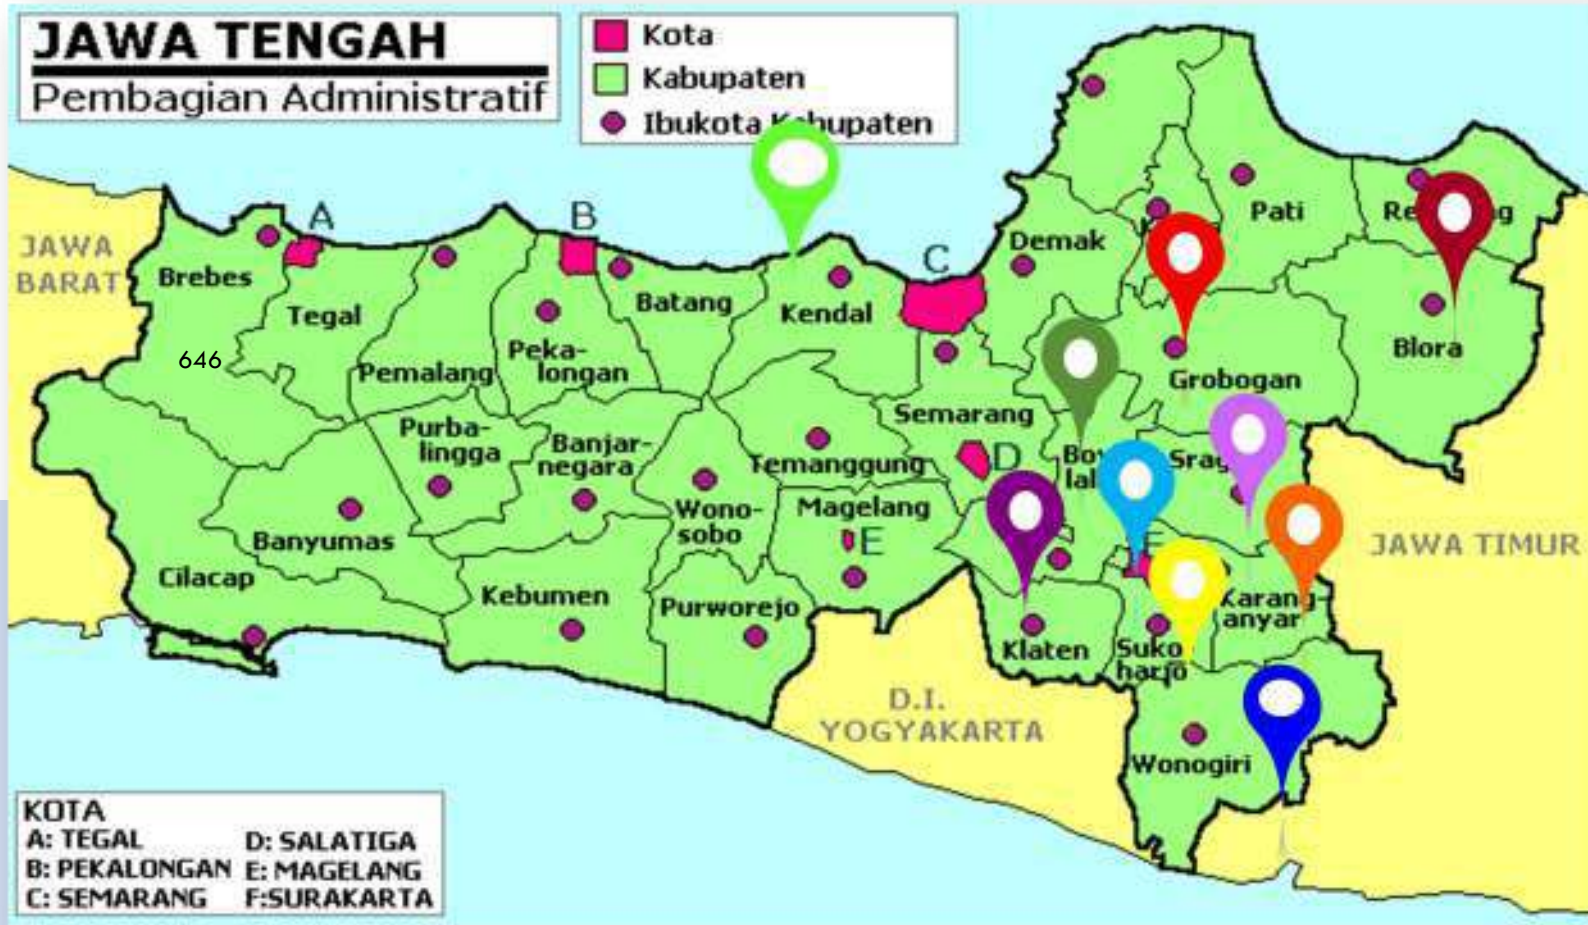 JAWA TENGAH
Pembagian Administratif
Kota
Kabupaten
Ibukota Kabupaten
A
B
C
JAWA
BARAT
Brebes
Tegal
646
Pemalang
Peka-
longan
Batang
Kendal
Demak
Pati
Blora
Grobogan
Semarang
D
Purba-
lingga
Banjar-
negara
Temanggung
Wono-
sobo
Magelang
E
Banyumas
Cilacap
Kebumen
Purworejo
Klaten
Suko
harjo
Karang-
anyar
Wonogiri
JAWA TIMUR
D.I.
YOGYAKARTA
KOTA
A: TEGAL
B: PEKALONGAN
C: SEMARANG
D: SALATIGA
E: MAGELANG
F:SURAKARTA